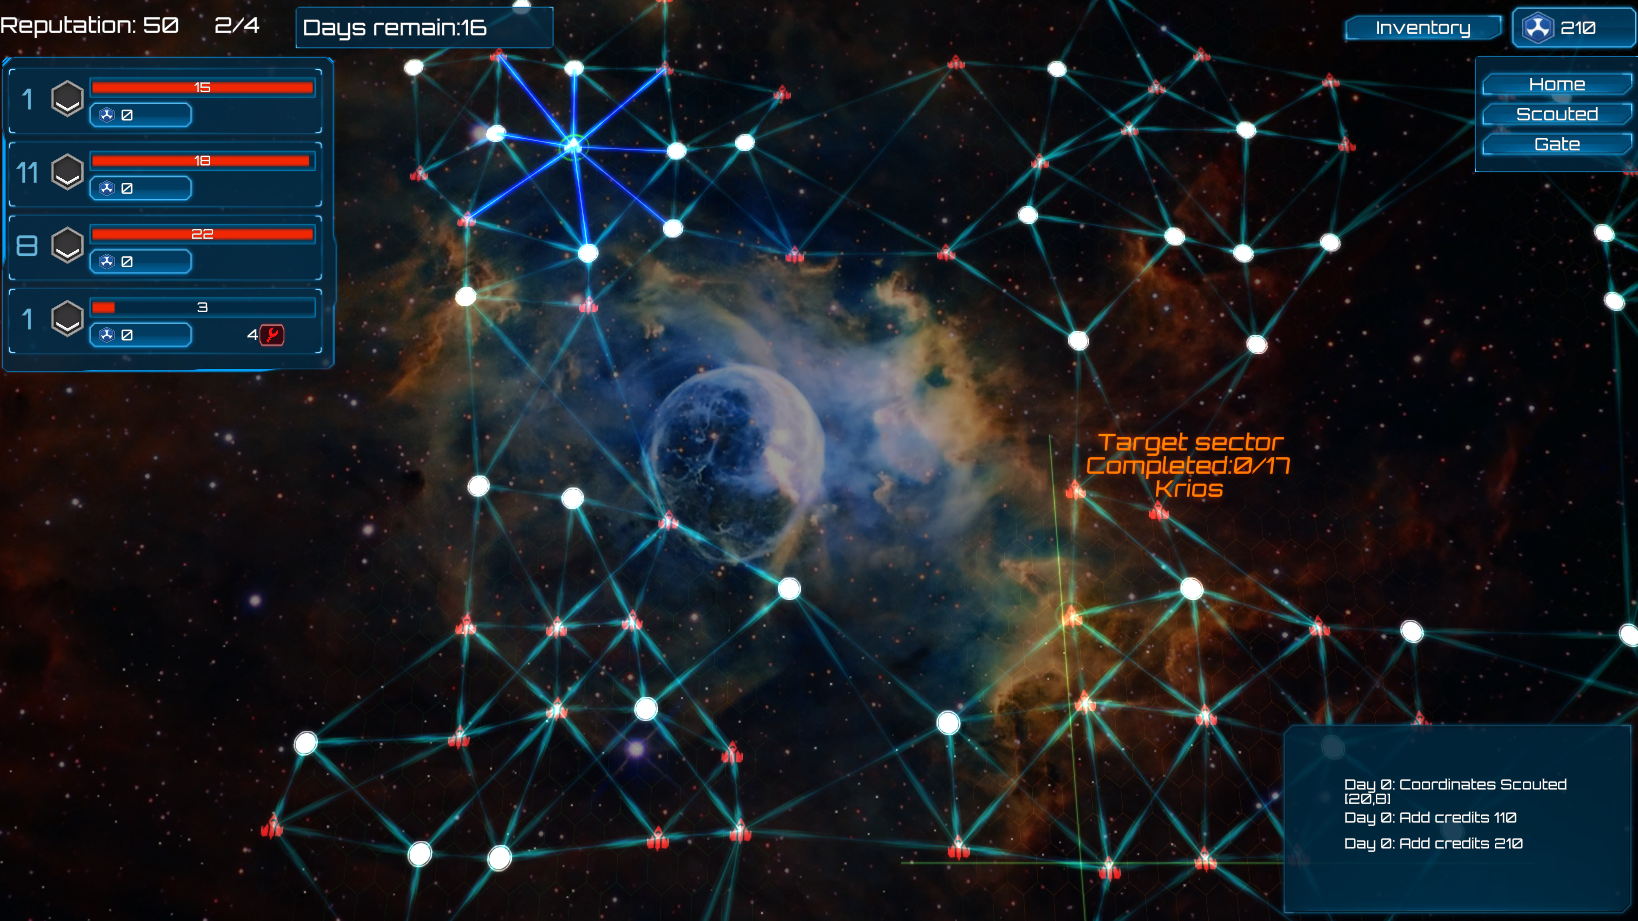 Reputation: 50 2/4
Days remain:16
Inventory
210
Home
Scouted
Gate
1
15
0
11
18
0
8
22
0
1
3
0
4
Target sector
Completed:0/17
Krios
Day 0: Coordinates Scouted
[20,8]
Day 0: Add credits 110
Day 0: Add credits 210